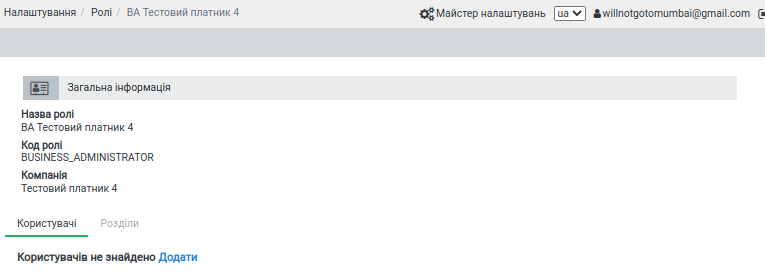 Налаштування / Ролі / BA Тестовий платник 4 Майстер налаштувань ua willnotgotomumbai@gmail.com
Загальна інформація
Назва ролі
BA Тестовий платник 4
Код ролі
BUSINESS_ADMINISTRATOR
Компанія
Тестовий платник 4
Користувачі Розділи
Користувачів не знайдено Додати